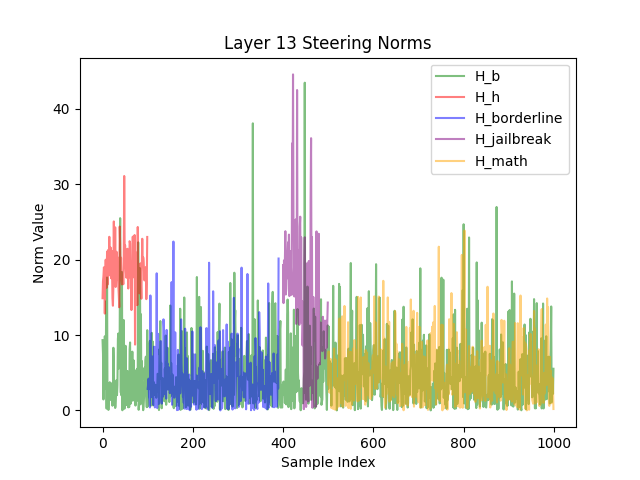 Layer 13 Steering Norms
H_b
H_h
H_borderline
H_jailbreak
H_math
Norm Value
40
30
20
10
0
0 200 400 600 800 1000
Sample Index